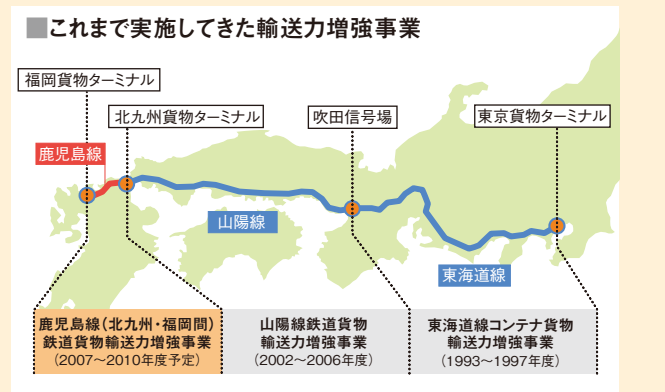 ■これまで実施してきた輸送力増強事業
福岡貨物ターミナル
北九州貨物ターミナル
吹田信号場
東京貨物ターミナル
鹿児島線
山陽線
東海道線
鹿児島線（北九州・福岡間）
鉄道貨物輸送力増強事業
（2007～2010年度予定）
山陽線鉄道貨物
輸送力増強事業
（2002～2006年度）
東海道線コンテナ貨物
輸送力増強事業
（1993～1997年度）